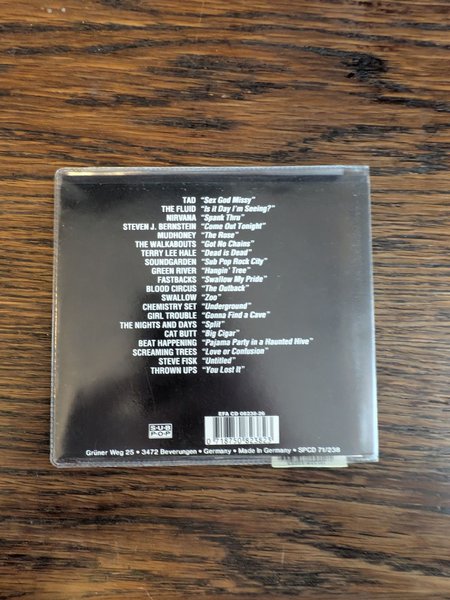 TAD "Sex God Missy"
THE FLUID "Is it Day I'm Seeing?"
NIRVANA "Spank Thru"
STEVEN J. BERNSTEIN "Come Out Tonight"
MUDHONEY "The Rose"
THE WALKABOUTS "Got No Chains"
TERRY LEE HALE "Dead is Dead"
SOUNDGARDEN "Sub Pop Rock City"
GREEN RIVER "Hangin' Tree"
FASTBACKS "Swallow My Pride"
BLOOD CIRCUS "The Outback"
SWALLOW "Zoo"
CHEMISTRY SET "Underground"
GIRL TROUBLE "Gonna Find a Cave"
THE NIGHTS AND DAYS "Split"
CAT BUTT "Big Cigar"
BEAT HAPPENING "Pajama Party in a Haunted Hive"
SCREAMING TREES "Love or Confusion"
STEVE FISK "Untitled"
THROWN UPS "You Lost It"
EFA CD 08238-26
SUB
POP
Grüner Weg 25 • 3472 Beverungen • Germany • Made In Germany • SPCD 71/238